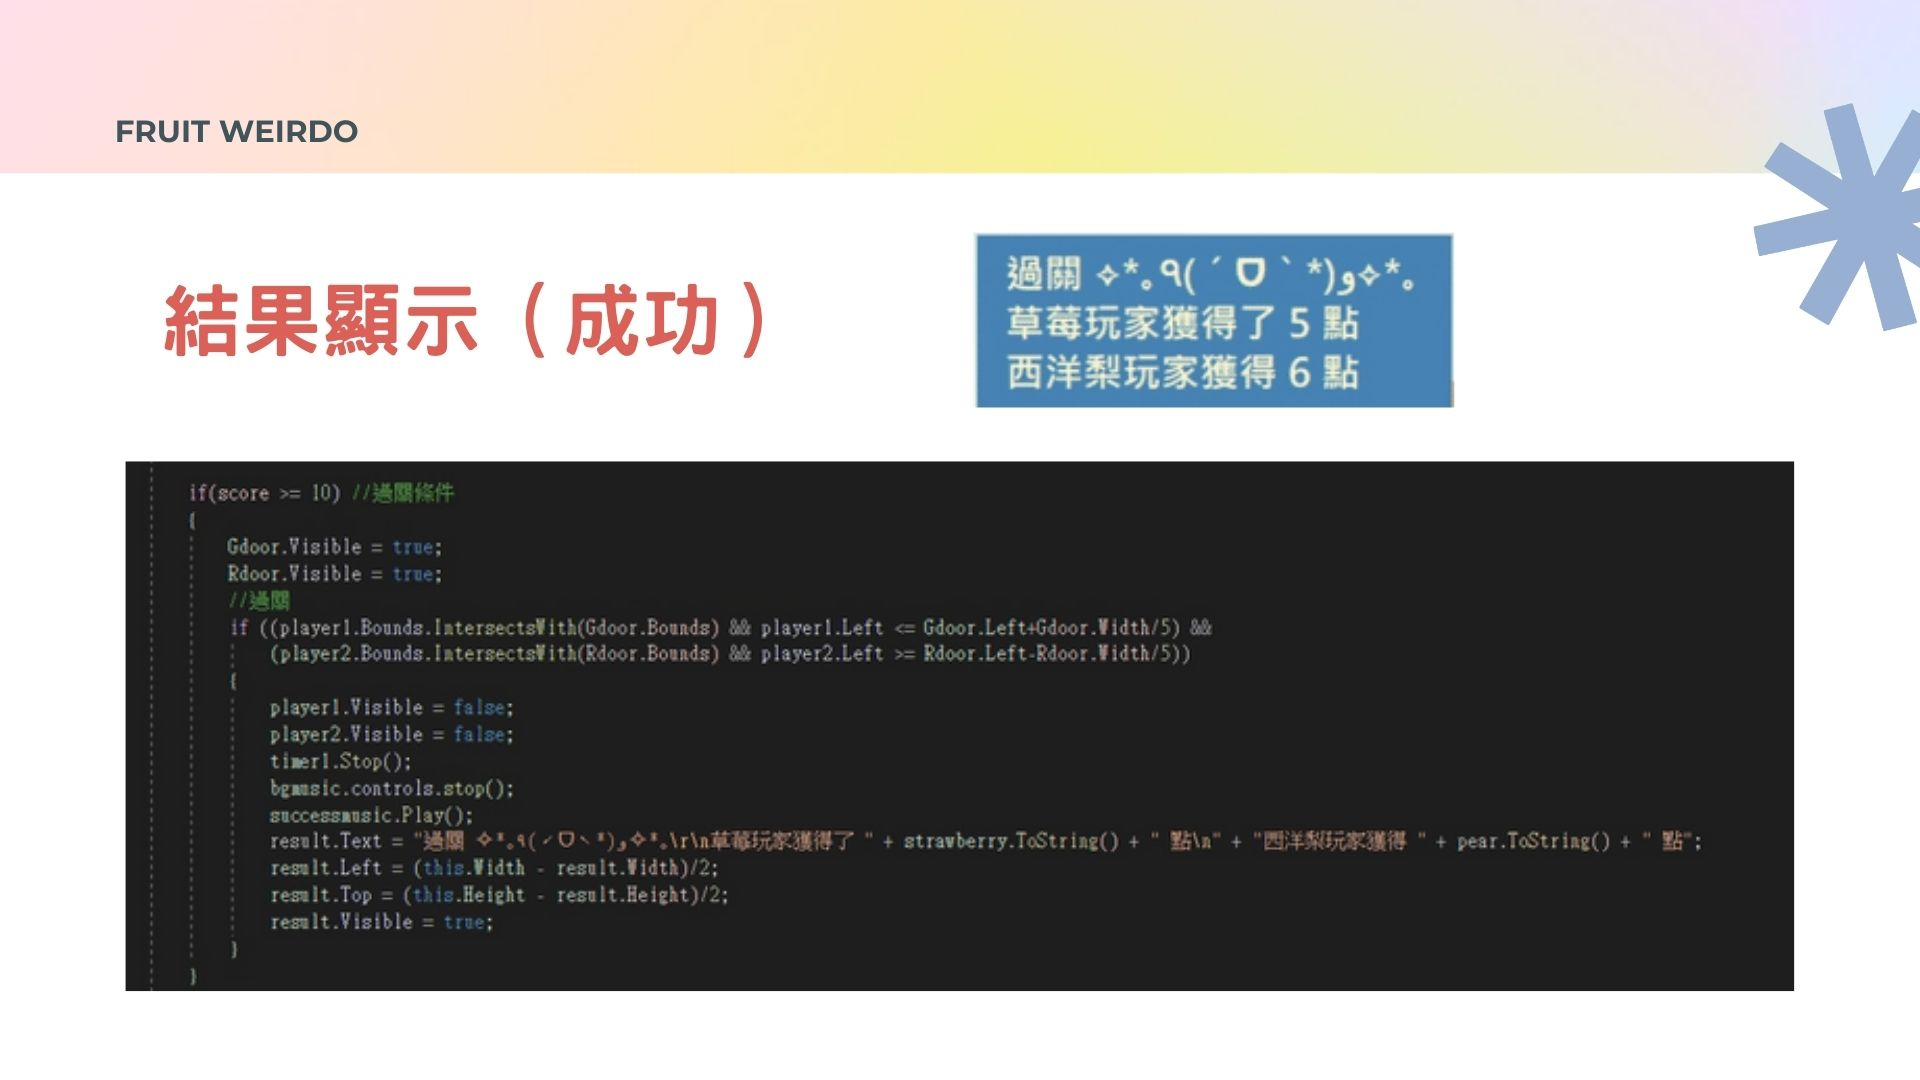 FRUIT WEIRDO
結果顯示（成功）
過關 ✧*｡٩(ˊᗜˋ*)و✧*｡
草莓玩家獲得了 5 點
西洋梨玩家獲得 6 點
if(score >= 10) //過關條件
{
Gdoor.Visible = true;
Rdoor.Visible = true;
//過關
if ((player1.Bounds.IntersectsWith(Gdoor.Bounds) && player1.Left <= Gdoor.Left+Gdoor.Width/5) &&
(player2.Bounds.IntersectsWith(Rdoor.Bounds) && player2.Left >= Rdoor.Left-Rdoor.Width/5))
{
player1.Visible = false;
player2.Visible = false;
timer1.Stop();
bgmusic.controls.stop();
successmusic.Play();
result.Text = "過關 ✧*｡٩(ˊᗜˋ*)و✧*｡\r\n草莓玩家獲得了 " + strawberry.ToString() + " 點\n" + "西洋梨玩家獲得 " + pear.ToString() + " 點";
result.Left = (this.Width - result.Width)/2;
result.Top = (this.Height - result.Height)/2;
result.Visible = true;
}
}